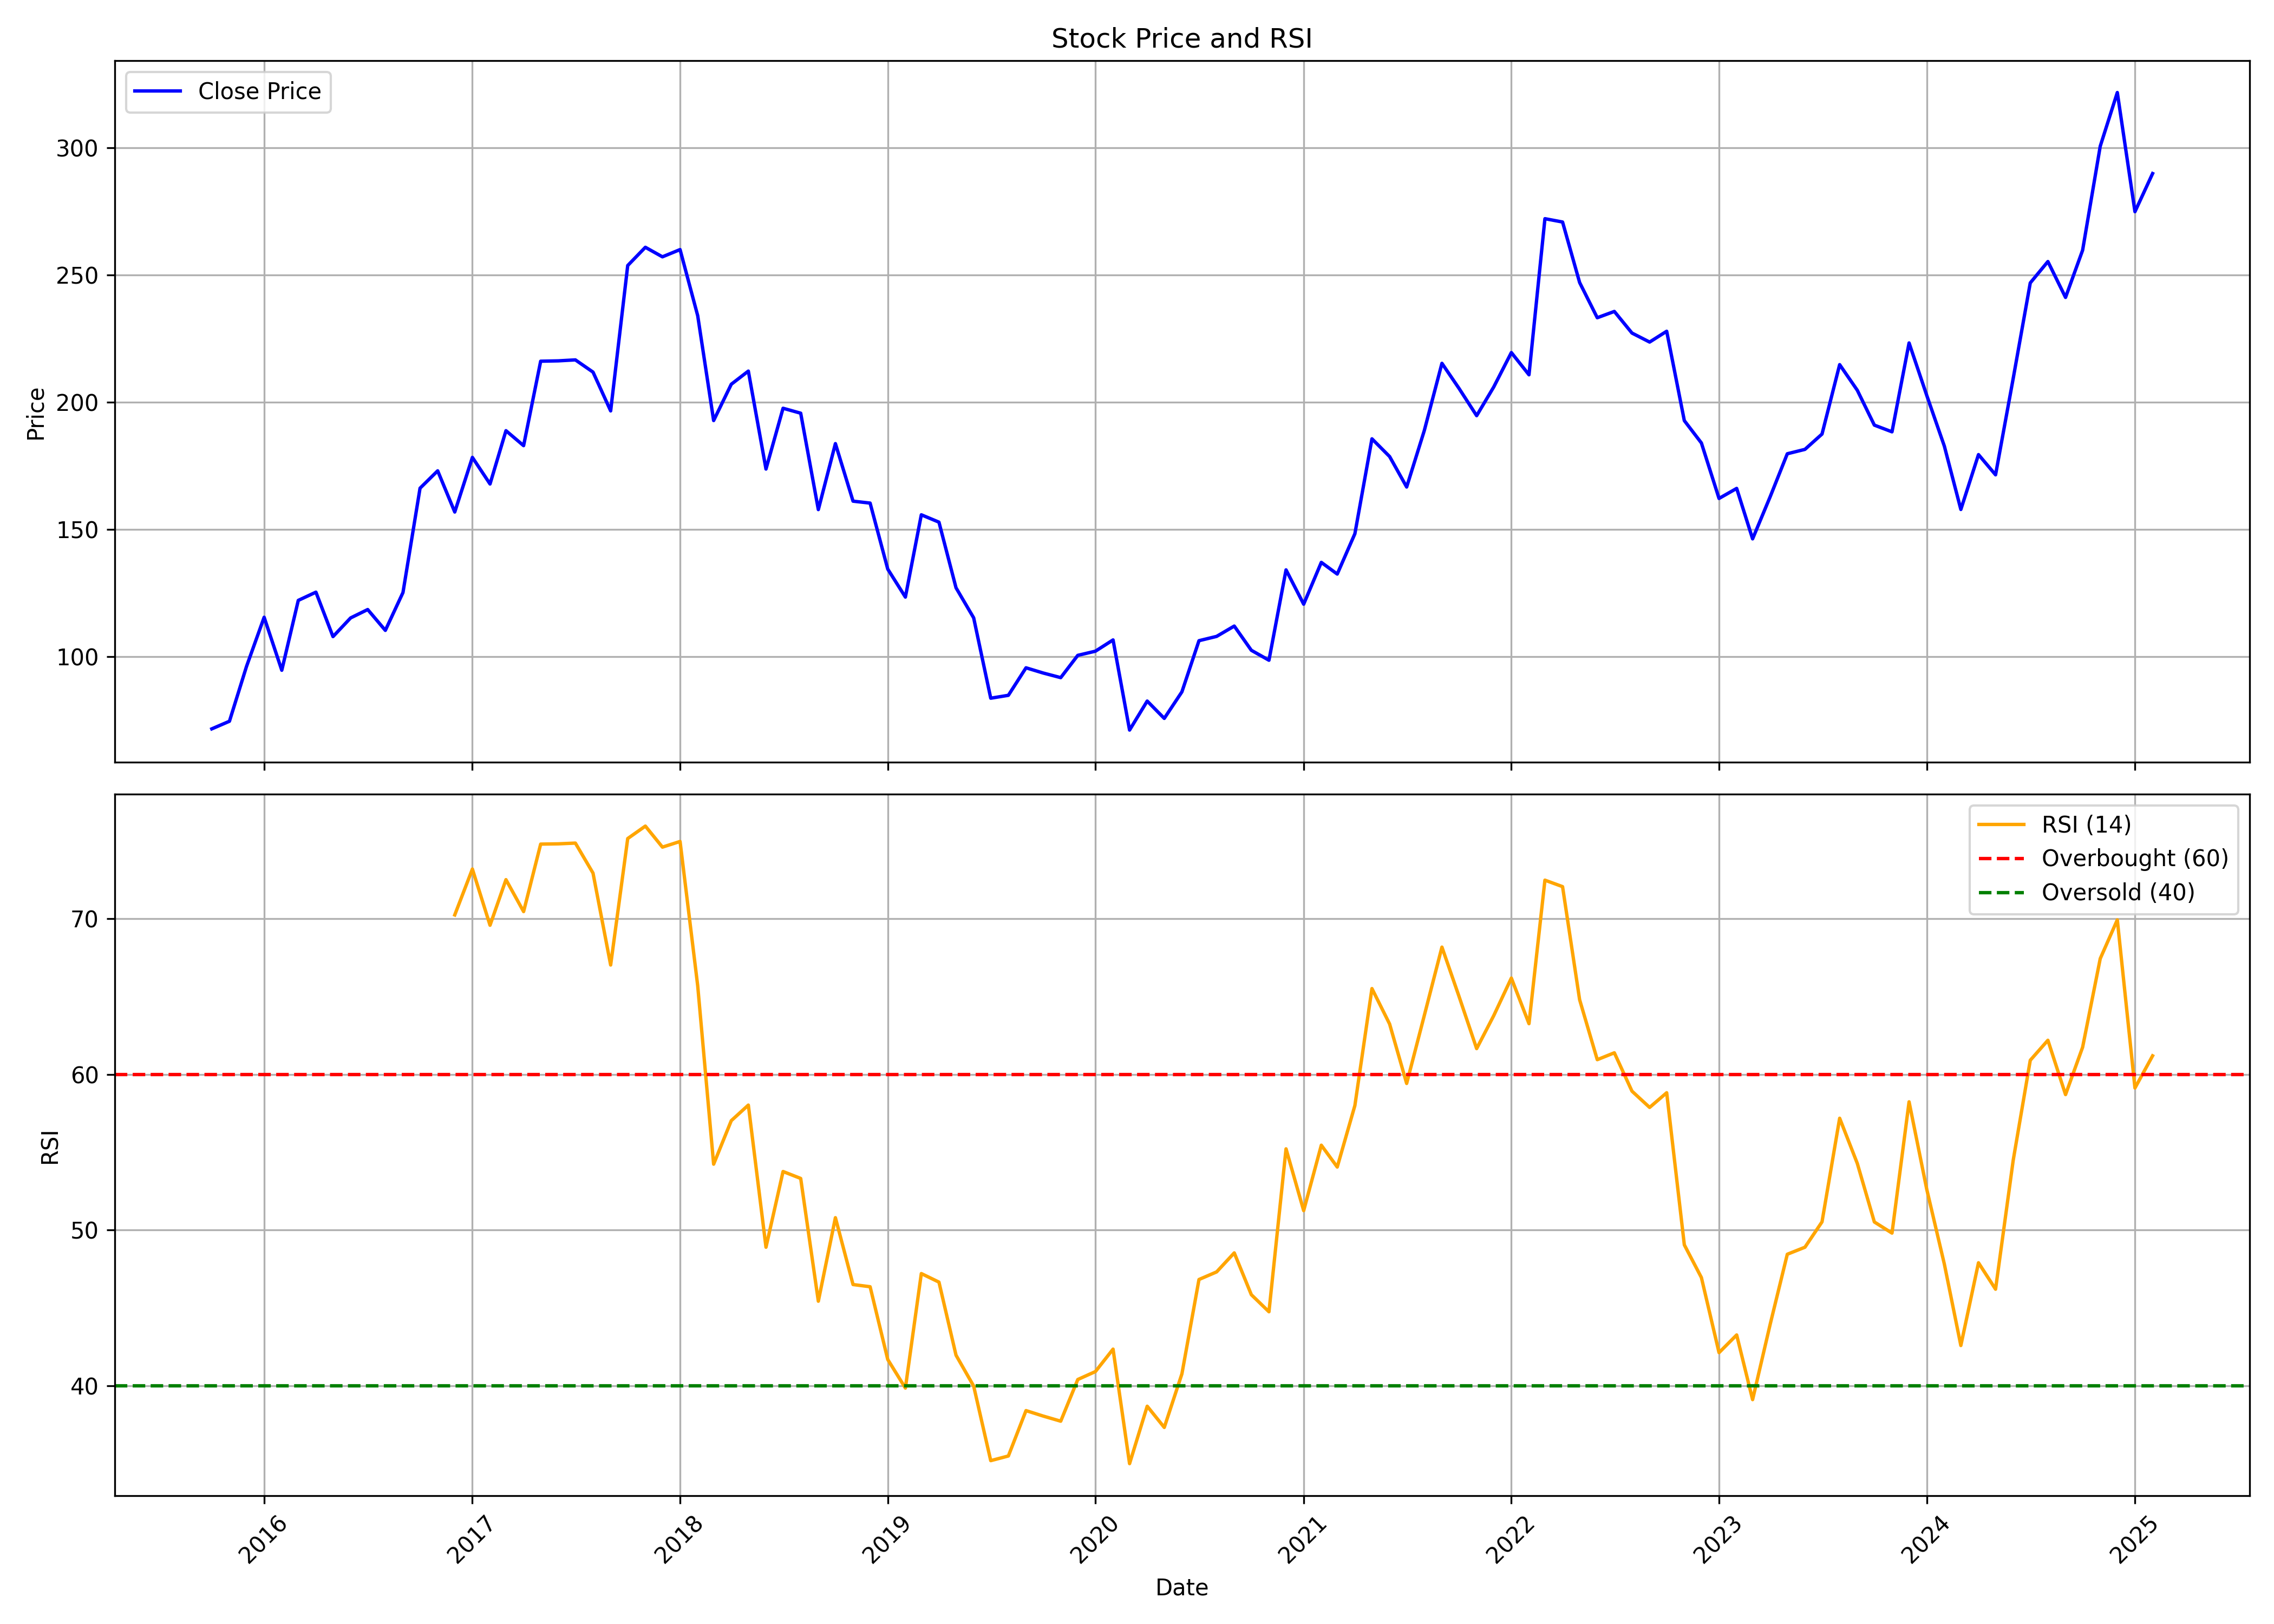 Stock Price and RSI
Close Price
300
250
200
150
100
Price
RSI (14)
Overbought (60)
Oversold (40)
70
60
50
40
RSI
2016
2017
2018
2019
2020
2021
2022
2023
2024
2025
Date